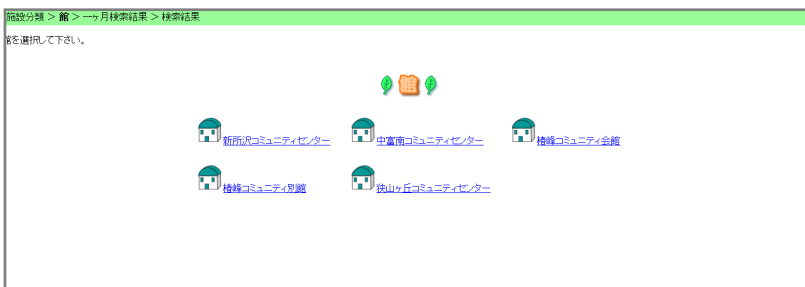 施設分類 > 館 > 一ヶ月検索結果 > 検索結果
館を選択して下さい。
館
新所沢コミュニティセンター 中富南コミュニティセンター 椿峰コミュニティ会館
椿峰コミュニティ別館 狭山ヶ丘コミュニティセンター